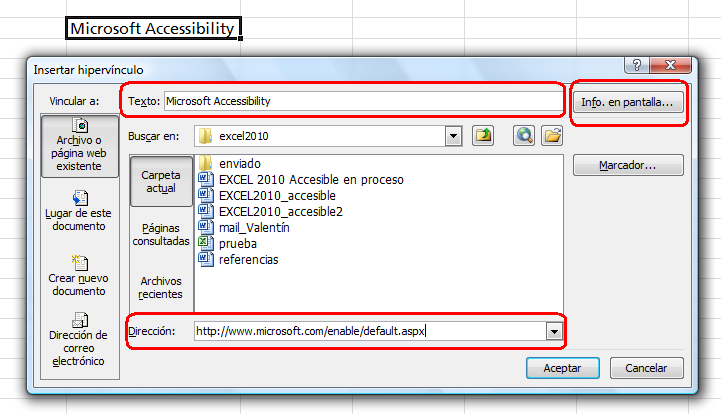 Microsoft Accessibility
Insertar hipervínculo
Vincular a:
Texto: Microsoft Accessibility
Info. en pantalla...
Archivo o
página web
existente
Buscar en: excel2010
Carpeta
actual
enviado
EXCEL 2010 Accesible en proceso
EXCEL2010_accesible
EXCEL2010_accesible2
mail_Valentín
prueba
referencias
Marcador...
Lugar de este
documento
Páginas
consultadas
Crear nuevo
documento
Archivos
recientes
Dirección de
correo
electrónico
Dirección: http://www.microsoft.com/enable/default.aspx
Aceptar
Cancelar